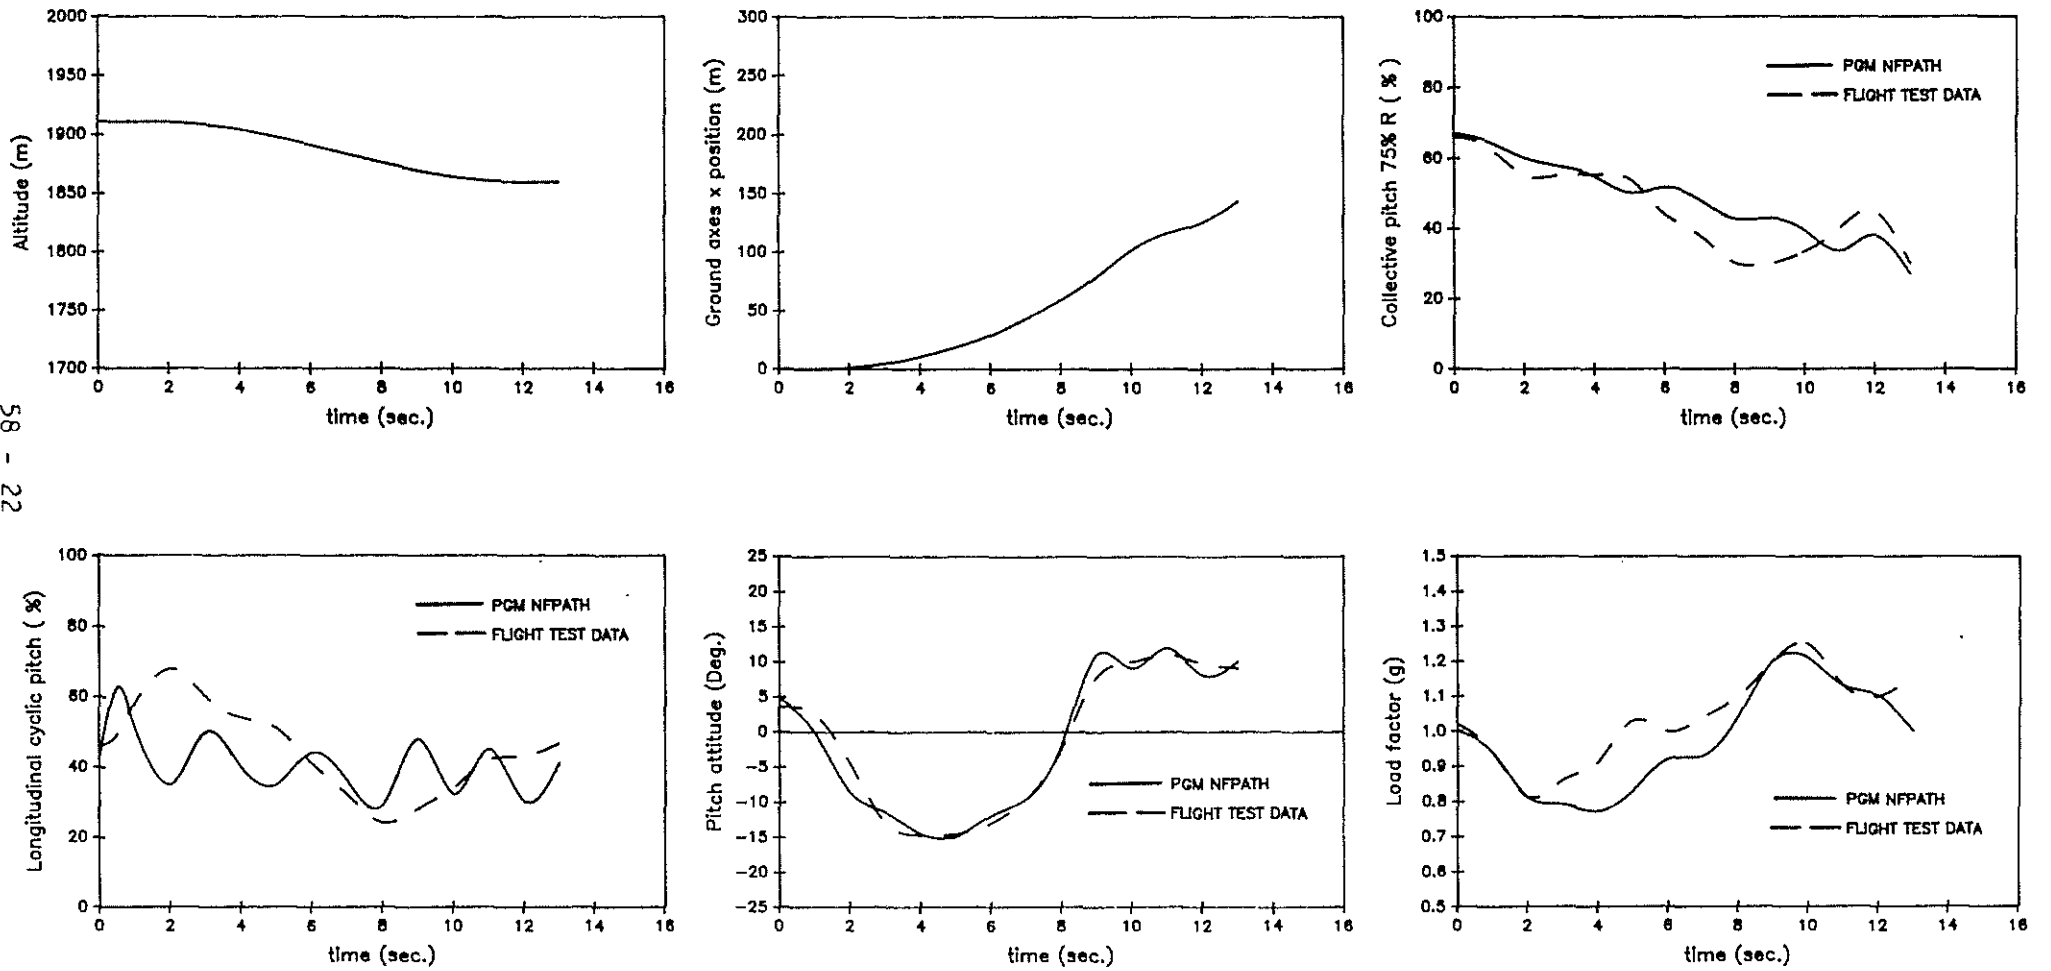 2000
1950
1900
1850
1800
1750
1700
0 2 4 6 8 10 12 14 16
Altitude (m)
time (sec.)
300
250
200
150
100
50
0
0 2 4 6 8 10 12 14 16
Ground axes x position (m)
time (sec.)
100
80
60
40
20
0
0 2 4 6 8 10 12 14 16
Collective pitch 75% R ( % )
time (sec.)
PGM NFPATH
FLIGHT TEST DATA
58 - 22
100
80
60
40
20
0
0 2 4 6 8 10 12 14 16
Longitudinal cyclic pitch ( %)
time (sec.)
PGM NFPATH
FLIGHT TEST DATA
25
20
15
10
5
0
-5
-10
-15
-20
-25
0 2 4 6 8 10 12 14 16
Pitch attitude (Deg.)
time (sec.)
PGM NFPATH
FLIGHT TEST DATA
1.5
1.4
1.3
1.2
1.1
1.0
0.9
0.8
0.7
0.6
0.5
0 2 4 6 8 10 12 14 16
Load factor (g)
time (sec.)
PGM NFPATH
FLIGHT TEST DATA